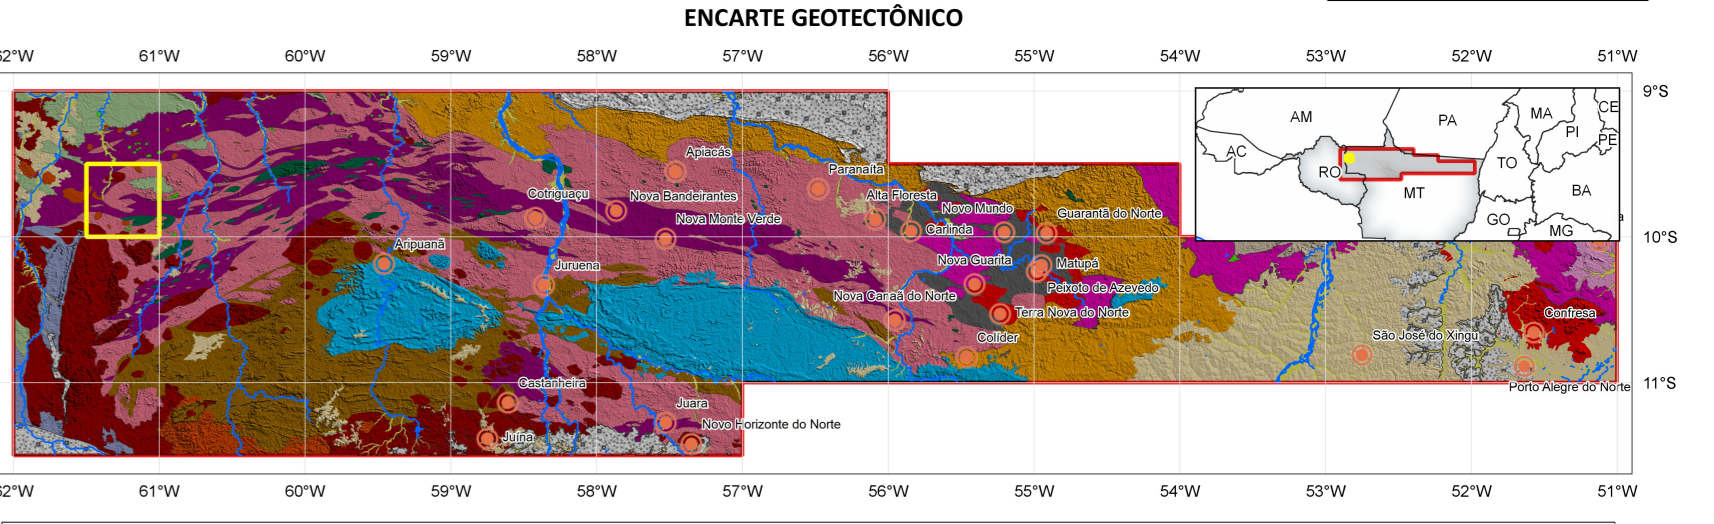 ENCARTE GEOTECTÔNICO
62°W 61°W 60°W 59°W 58°W 57°W 56°W 55°W 54°W 53°W 52°W 51°W
9°S
AM
PA
MA
CE
PI
PE
AC
RO
TO
MT
BA
GO
MG
Apiacás
Paranaíta
Cotriguaçu
Nova Bandeirantes
Alta Floresta
Nova Monte Verde
Novo Mundo
Guarantã do Norte
Carlinda
10°S
Aripuanã
Juruena
Nova Guarita
Matupá
Peixoto de Azevedo
Nova Canaã do Norte
Terra Nova do Norte
Confresa
Colíder
São José do Xingu
Castanheira
11°S
Porto Alegre do Norte
Juara
Novo Horizonte do Norte
Juína
62°W 61°W 60°W 59°W 58°W 57°W 56°W 55°W 54°W 53°W 52°W 51°W